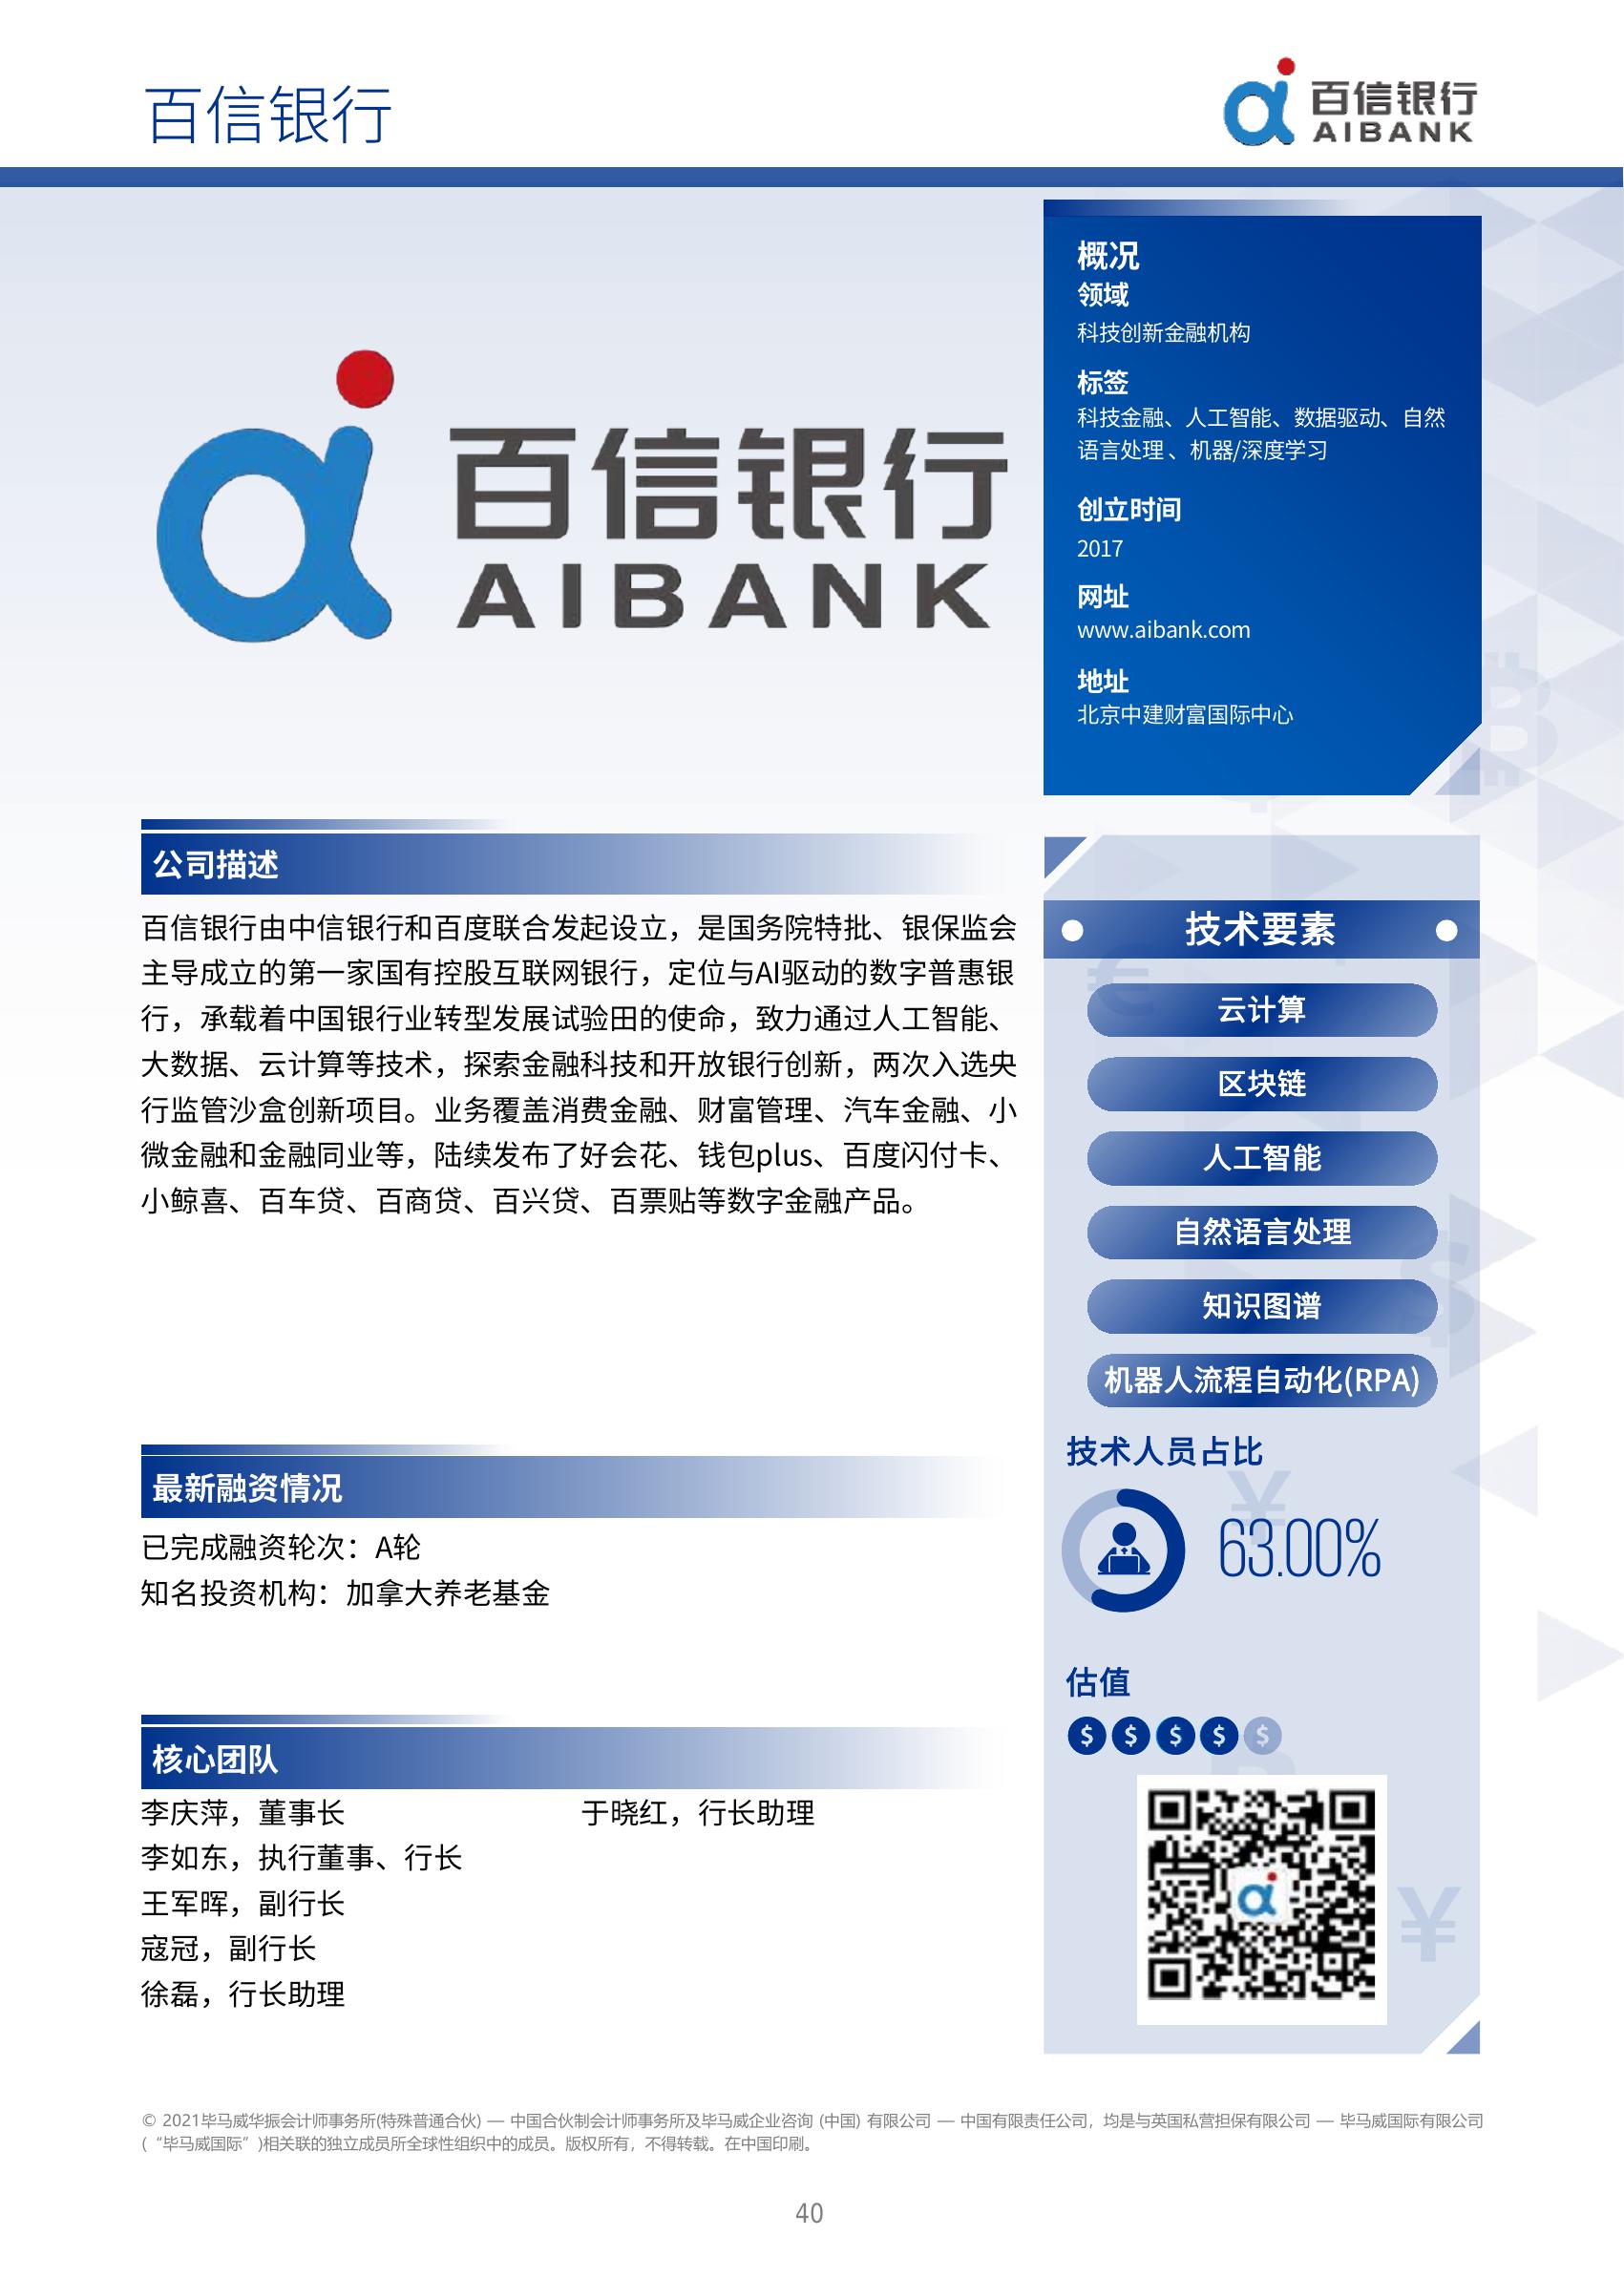 百信银行
百信银行
AIBANK
百信银行
AIBANK
概况
领域
科技创新金融机构
标签
科技金融、人工智能、数据驱动、自然
语言处理、机器/深度学习
创立时间
2017
网址
www.aibank.com
地址
北京中建财富国际中心
公司描述
百信银行由中信银行和百度联合发起设立，是国务院特批、银保监会
主导成立的第一家国有控股互联网银行，定位与AI驱动的数字普惠银
行，承载着中国银行业转型发展试验田的使命，致力通过人工智能、
大数据、云计算等技术，探索金融科技和开放银行创新，两次入选央
行监管沙盒创新项目。业务覆盖消费金融、财富管理、汽车金融、小
微金融和金融同业等，陆续发布了好会花、钱包plus、百度闪付卡、
小鲸喜、百车贷、百商贷、百兴贷、百票贴等数字金融产品。
最新融资情况
已完成融资轮次：A轮
知名投资机构：加拿大养老基金
核心团队
李庆萍，董事长
李如东，执行董事、行长
王军晖，副行长
寇冠，副行长
徐磊，行长助理
于晓红，行长助理
技术要素
云计算
区块链
人工智能
自然语言处理
知识图谱
机器人流程自动化(RPA)
技术人员占比
63.00%
估值
© 2021毕马威华振会计师事务所(特殊普通合伙) — 中国合伙制会计师事务所及毕马威企业咨询 (中国) 有限公司 — 中国有限责任公司，均是与英国私营担保有限公司 — 毕马威国际有限公司
(“毕马威国际”)相关联的独立成员所全球性组织中的成员。版权所有，不得转载。在中国印刷。
40